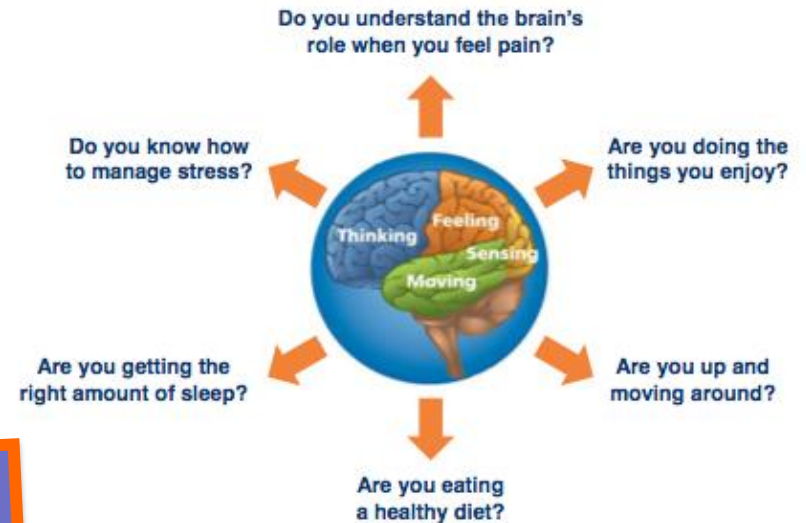 Do you understand the brain's
role when you feel pain?
Do you know how
to manage stress?
Are you doing the
things you enjoy?
Thinking
Feeling
Sensing
Moving
Are you getting the
right amount of sleep?
Are you up and
moving around?
Are you eating
a healthy diet?